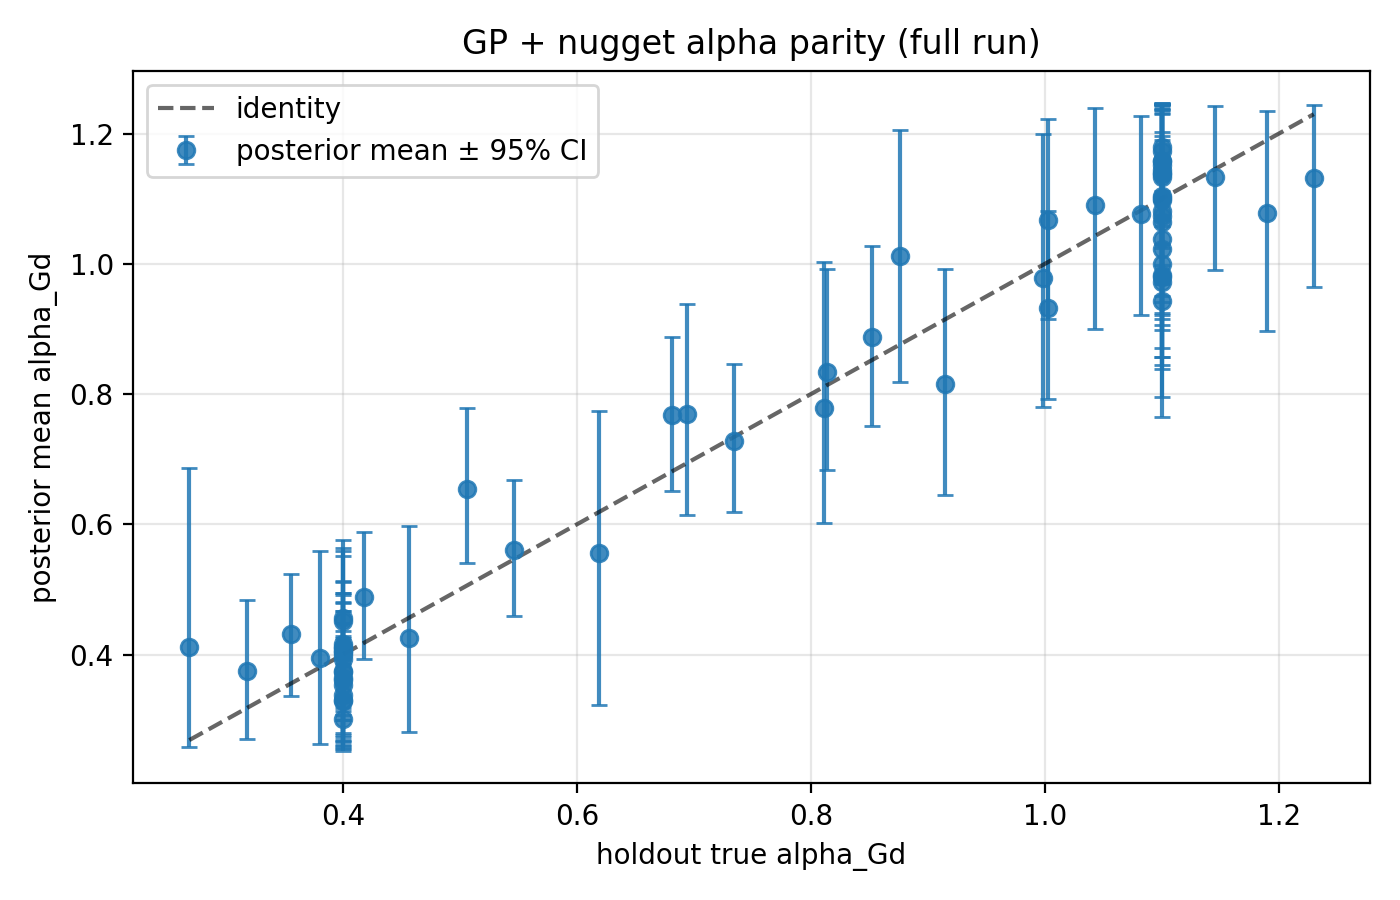 GP + nugget alpha parity (full run)
identity
posterior mean ± 95% CI
posterior mean alpha_Gd
1.2
1.0
0.8
0.6
0.4
0.4 0.6 0.8 1.0 1.2
holdout true alpha_Gd